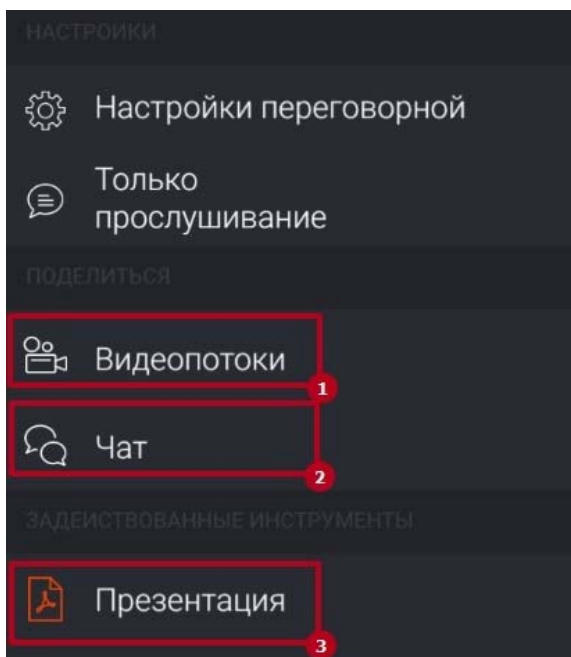 НАСТРОЙКИ
Настройки переговорной
Только
прослушивание
ПОДЕЛИТЬСЯ
Видеопотоки
1
Чат
2
ЗАДЕЙСТВОВАННЫЕ ИНСТРУМЕНТЫ
Презентация
3